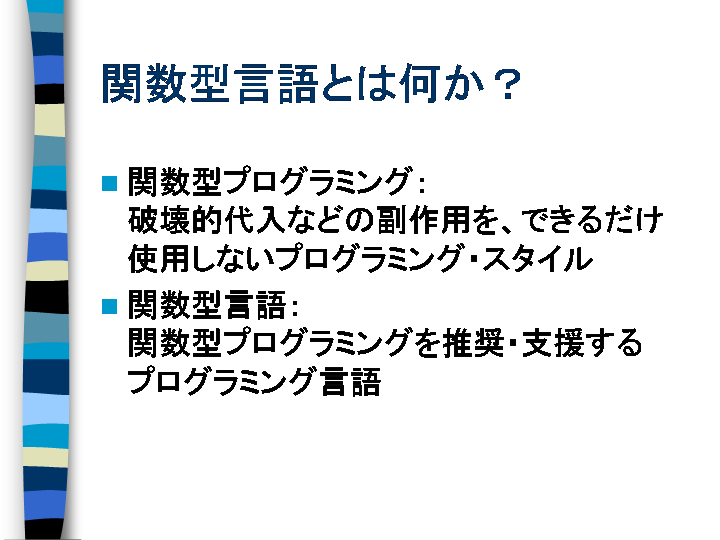 関数型言語とは何か？
関数型プログラミング：
破壊的代入などの副作用を、できるだけ
使用しないプログラミング・スタイル
関数型言語：
関数型プログラミングを推奨・支援する
プログラミング言語